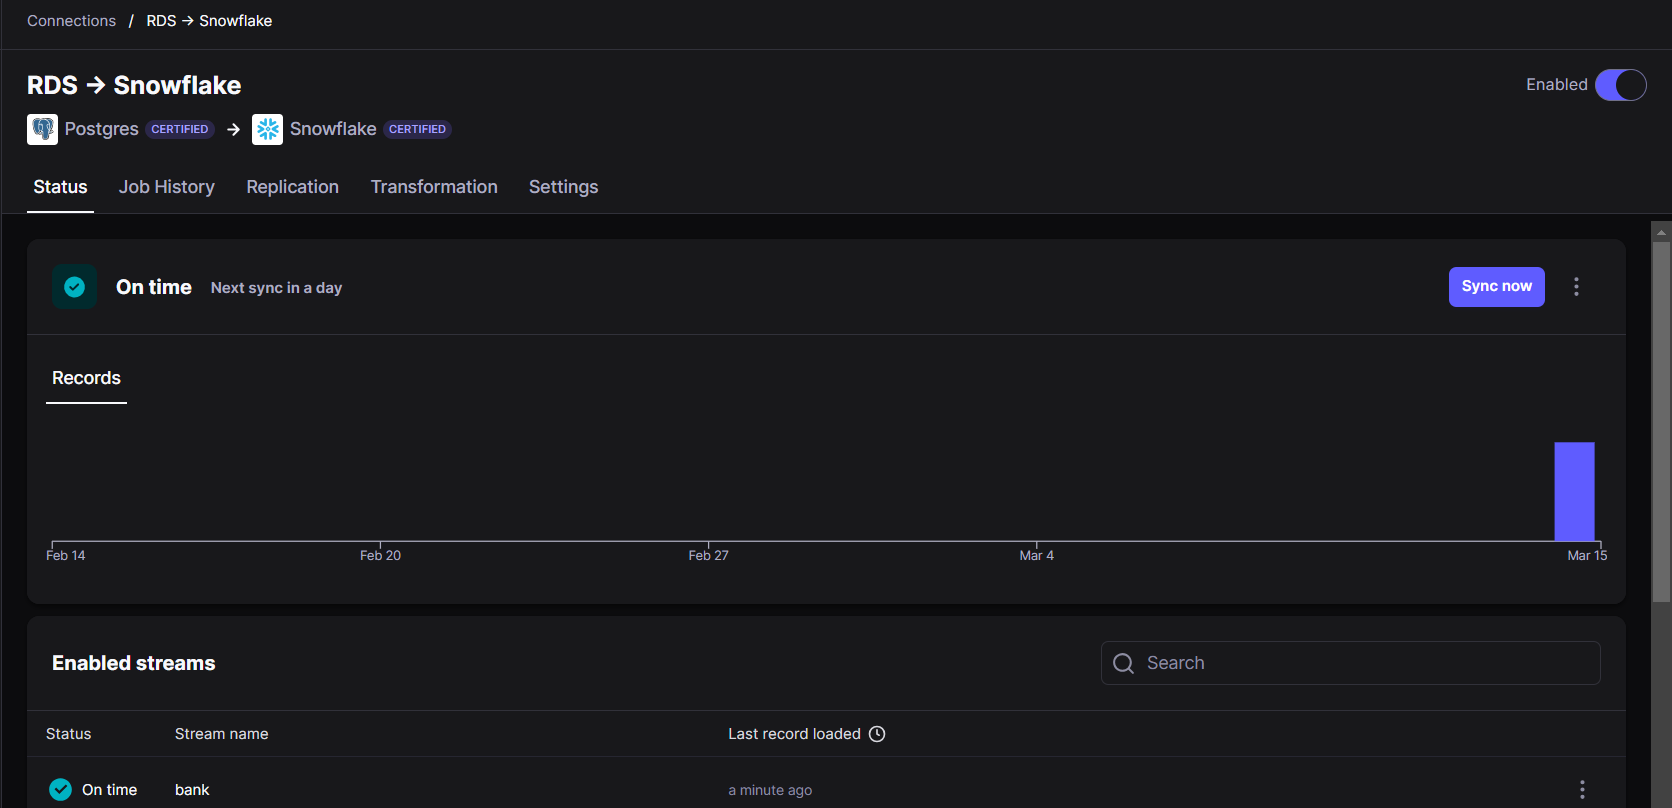 Connections / RDS → Snowflake
RDS → Snowflake
Enabled
Postgres CERTIFIED → Snowflake CERTIFIED
Status Job History Replication Transformation Settings
On time Next sync in a day Sync now
Records
Feb 14 Feb 20 Feb 27 Mar 4 Mar 15
Enabled streams
Search
Status Stream name Last record loaded
On time bank a minute ago